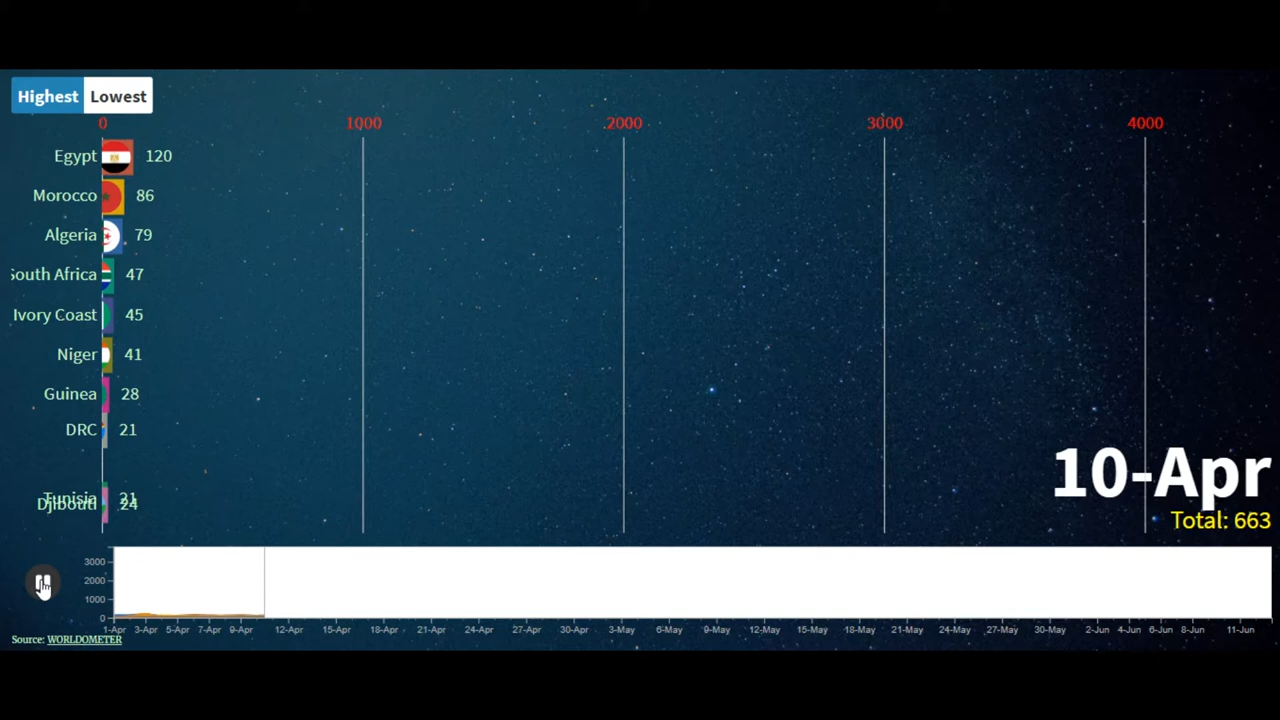 Highest Lowest
0 1000 2000 3000 4000
Egypt 120
Morocco 86
Algeria 79
South Africa 47
Ivory Coast 45
Niger 41
Guinea 28
DRC 21
Tunisia 21
Djibouti 24
10-Apr
Total: 663
3000
2000
1000
0
1-Apr 3-Apr 5-Apr 7-Apr 9-Apr 12-Apr 15-Apr 18-Apr 21-Apr 24-Apr 27-Apr 30-Apr 3-May 6-May 9-May 12-May 15-May 18-May 21-May 24-May 27-May 30-May 2-Jun 4-Jun 6-Jun 8-Jun 11-Jun
Source: WORLDOMETER